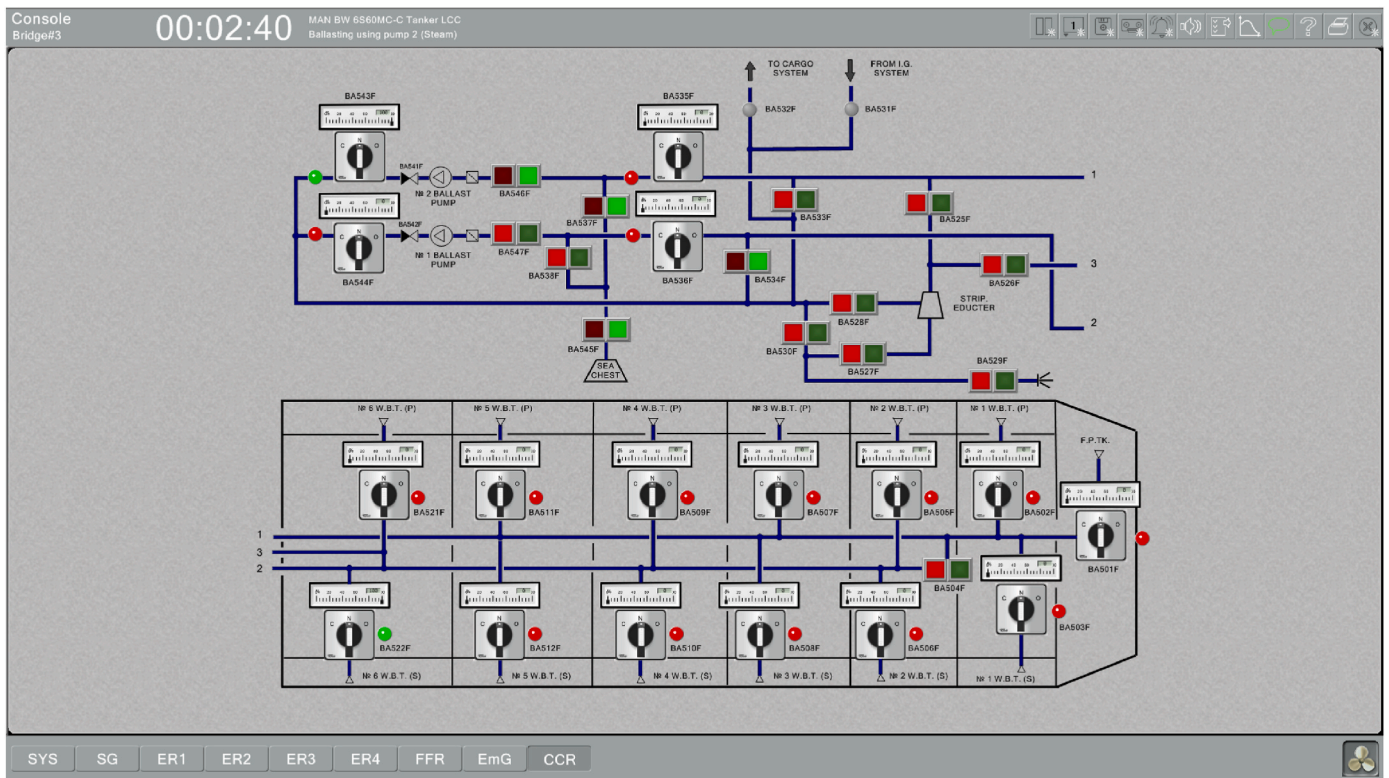 Console
Bridge#3
00:02:40
MAN BW 6S60MC-C Tanker LCC
Ballasting using pump 2 (Steam)
1
TO CARGO
SYSTEM
FROM I.G.
SYSTEM
BA543F
BA535F
BA532F
BA531F
C N O
C N O
BA541F
№ 2 BALLAST
PUMP
BA546F
1
BA537F
BA533F
BA525F
BA542F
C N O
C N O
№ 1 BALLAST
PUMP
BA547F
BA538F
BA534F
BA544F
BA536F
BA526F
3
STRIP.
EDUCTER
BA528F
2
BA545F
BA530F
BA527F
BA529F
SEA
CHEST
№ 6 W.B.T. (P)
№ 5 W.B.T. (P)
№ 4 W.B.T. (P)
№ 3 W.B.T. (P)
№ 2 W.B.T. (P)
№ 1 W.B.T. (P)
F.P.TK.
C N O
C N O
C N O
C N O
C N O
C N O
BA521F
BA511F
BA509F
BA507F
BA505F
BA502F
C N O
BA501F
1
3
2
BA504F
C N O
BA503F
C N O
C N O
C N O
C N O
C N O
BA522F
BA512F
BA510F
BA508F
BA506F
№ 6 W.B.T. (S)
№ 5 W.B.T. (S)
№ 4 W.B.T. (S)
№ 3 W.B.T. (S)
№ 2 W.B.T. (S)
№ 1 W.B.T. (S)
SYS
SG
ER1
ER2
ER3
ER4
FFR
EmG
CCR